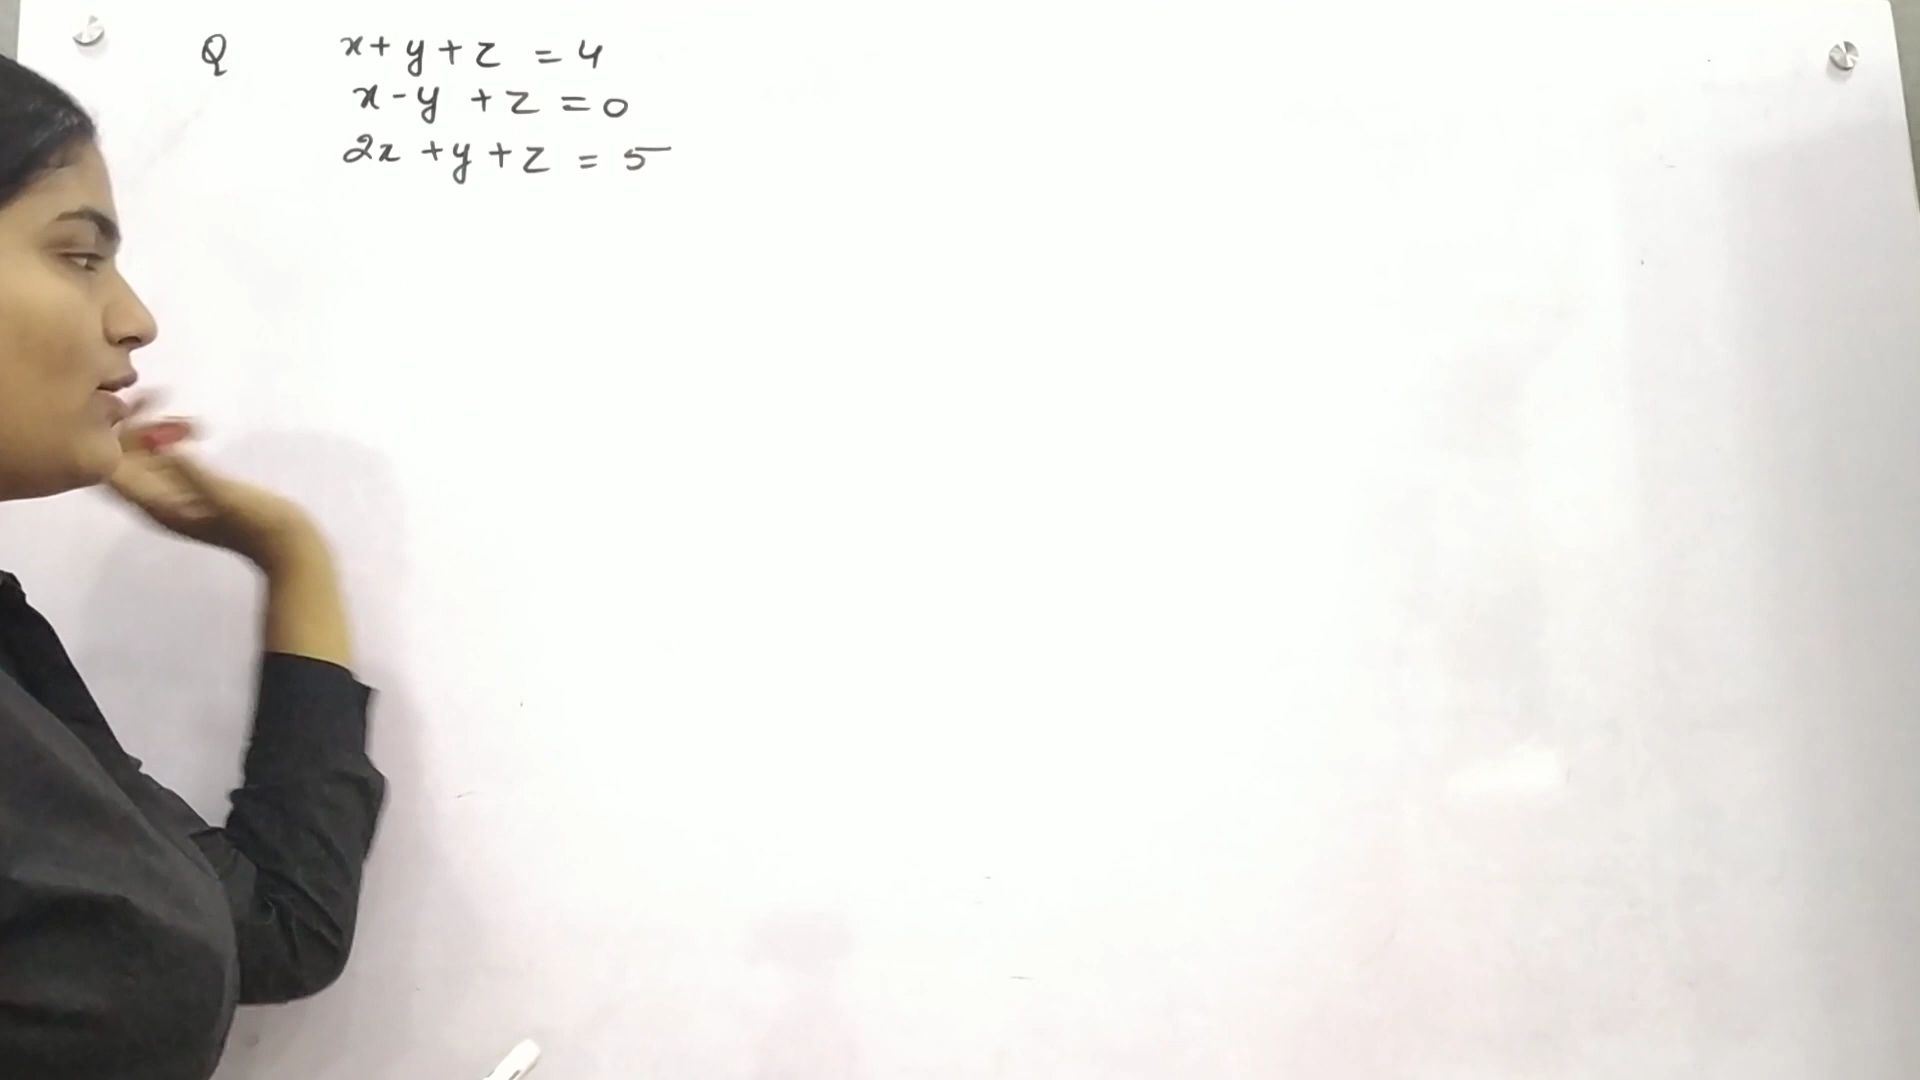 Q x + y + z = 4
x - y + z = 0
2x + y + z = 5